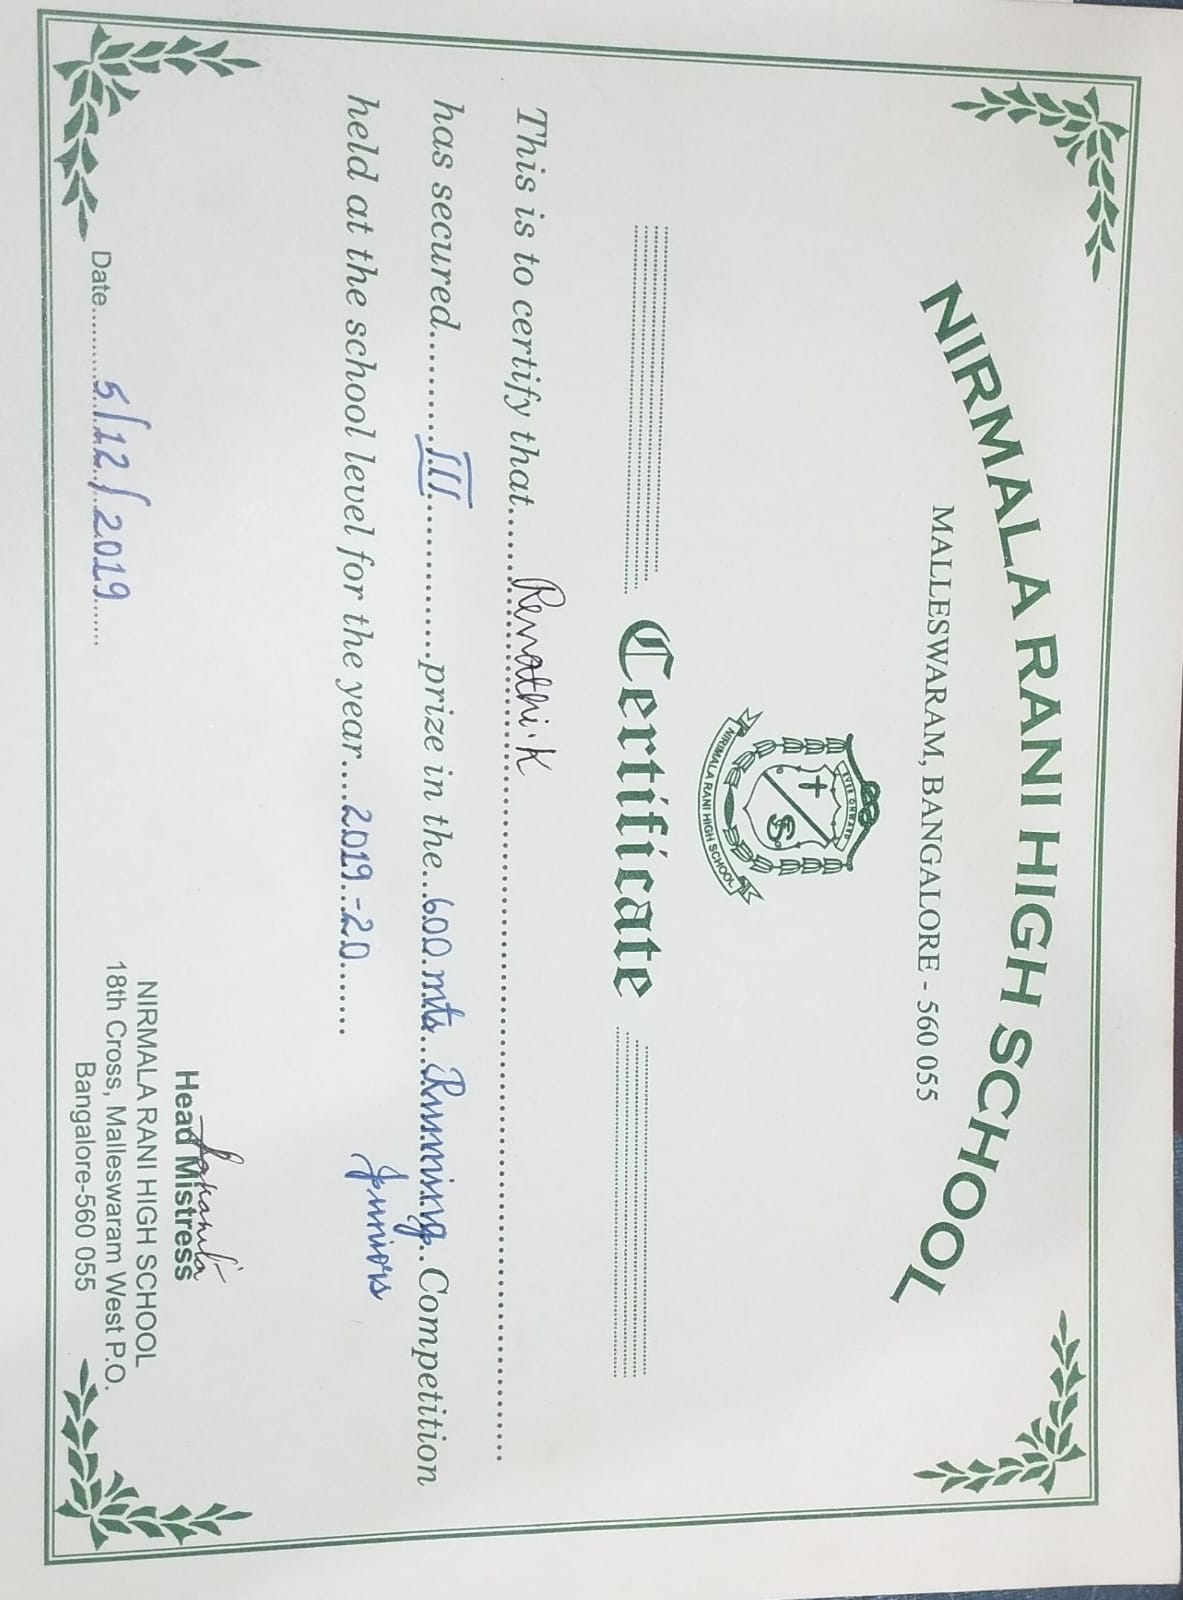 NIRMALA RANI HIGH SCHOOL
MALLESWARAM, BANGALORE - 560 055
EVER ONWARD
NIRMALA RANI HIGH SCHOOL
Certificate
This is to certify that Revathi. K
has secured III prize in the 600 mts Running Competition
Juniors
held at the school level for the year 2019-20
Date 5/12/2019
Head Mistress
NIRMALA RANI HIGH SCHOOL
18th Cross, Malleswaram West P.O.
Bangalore-560 055